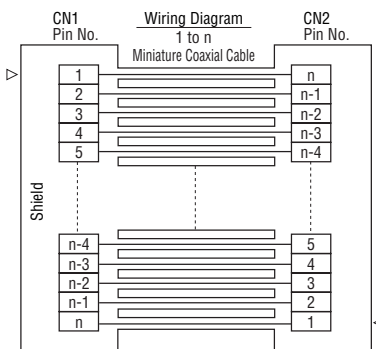 CN1 Wiring Diagram CN2
Pin No. 1 to n Pin No.
Miniature Coaxial Cable
1 n
2 n-1
3 n-2
4 n-3
5 n-4
Shield
n-4 5
n-3 4
n-2 3
n-1 2
n 1